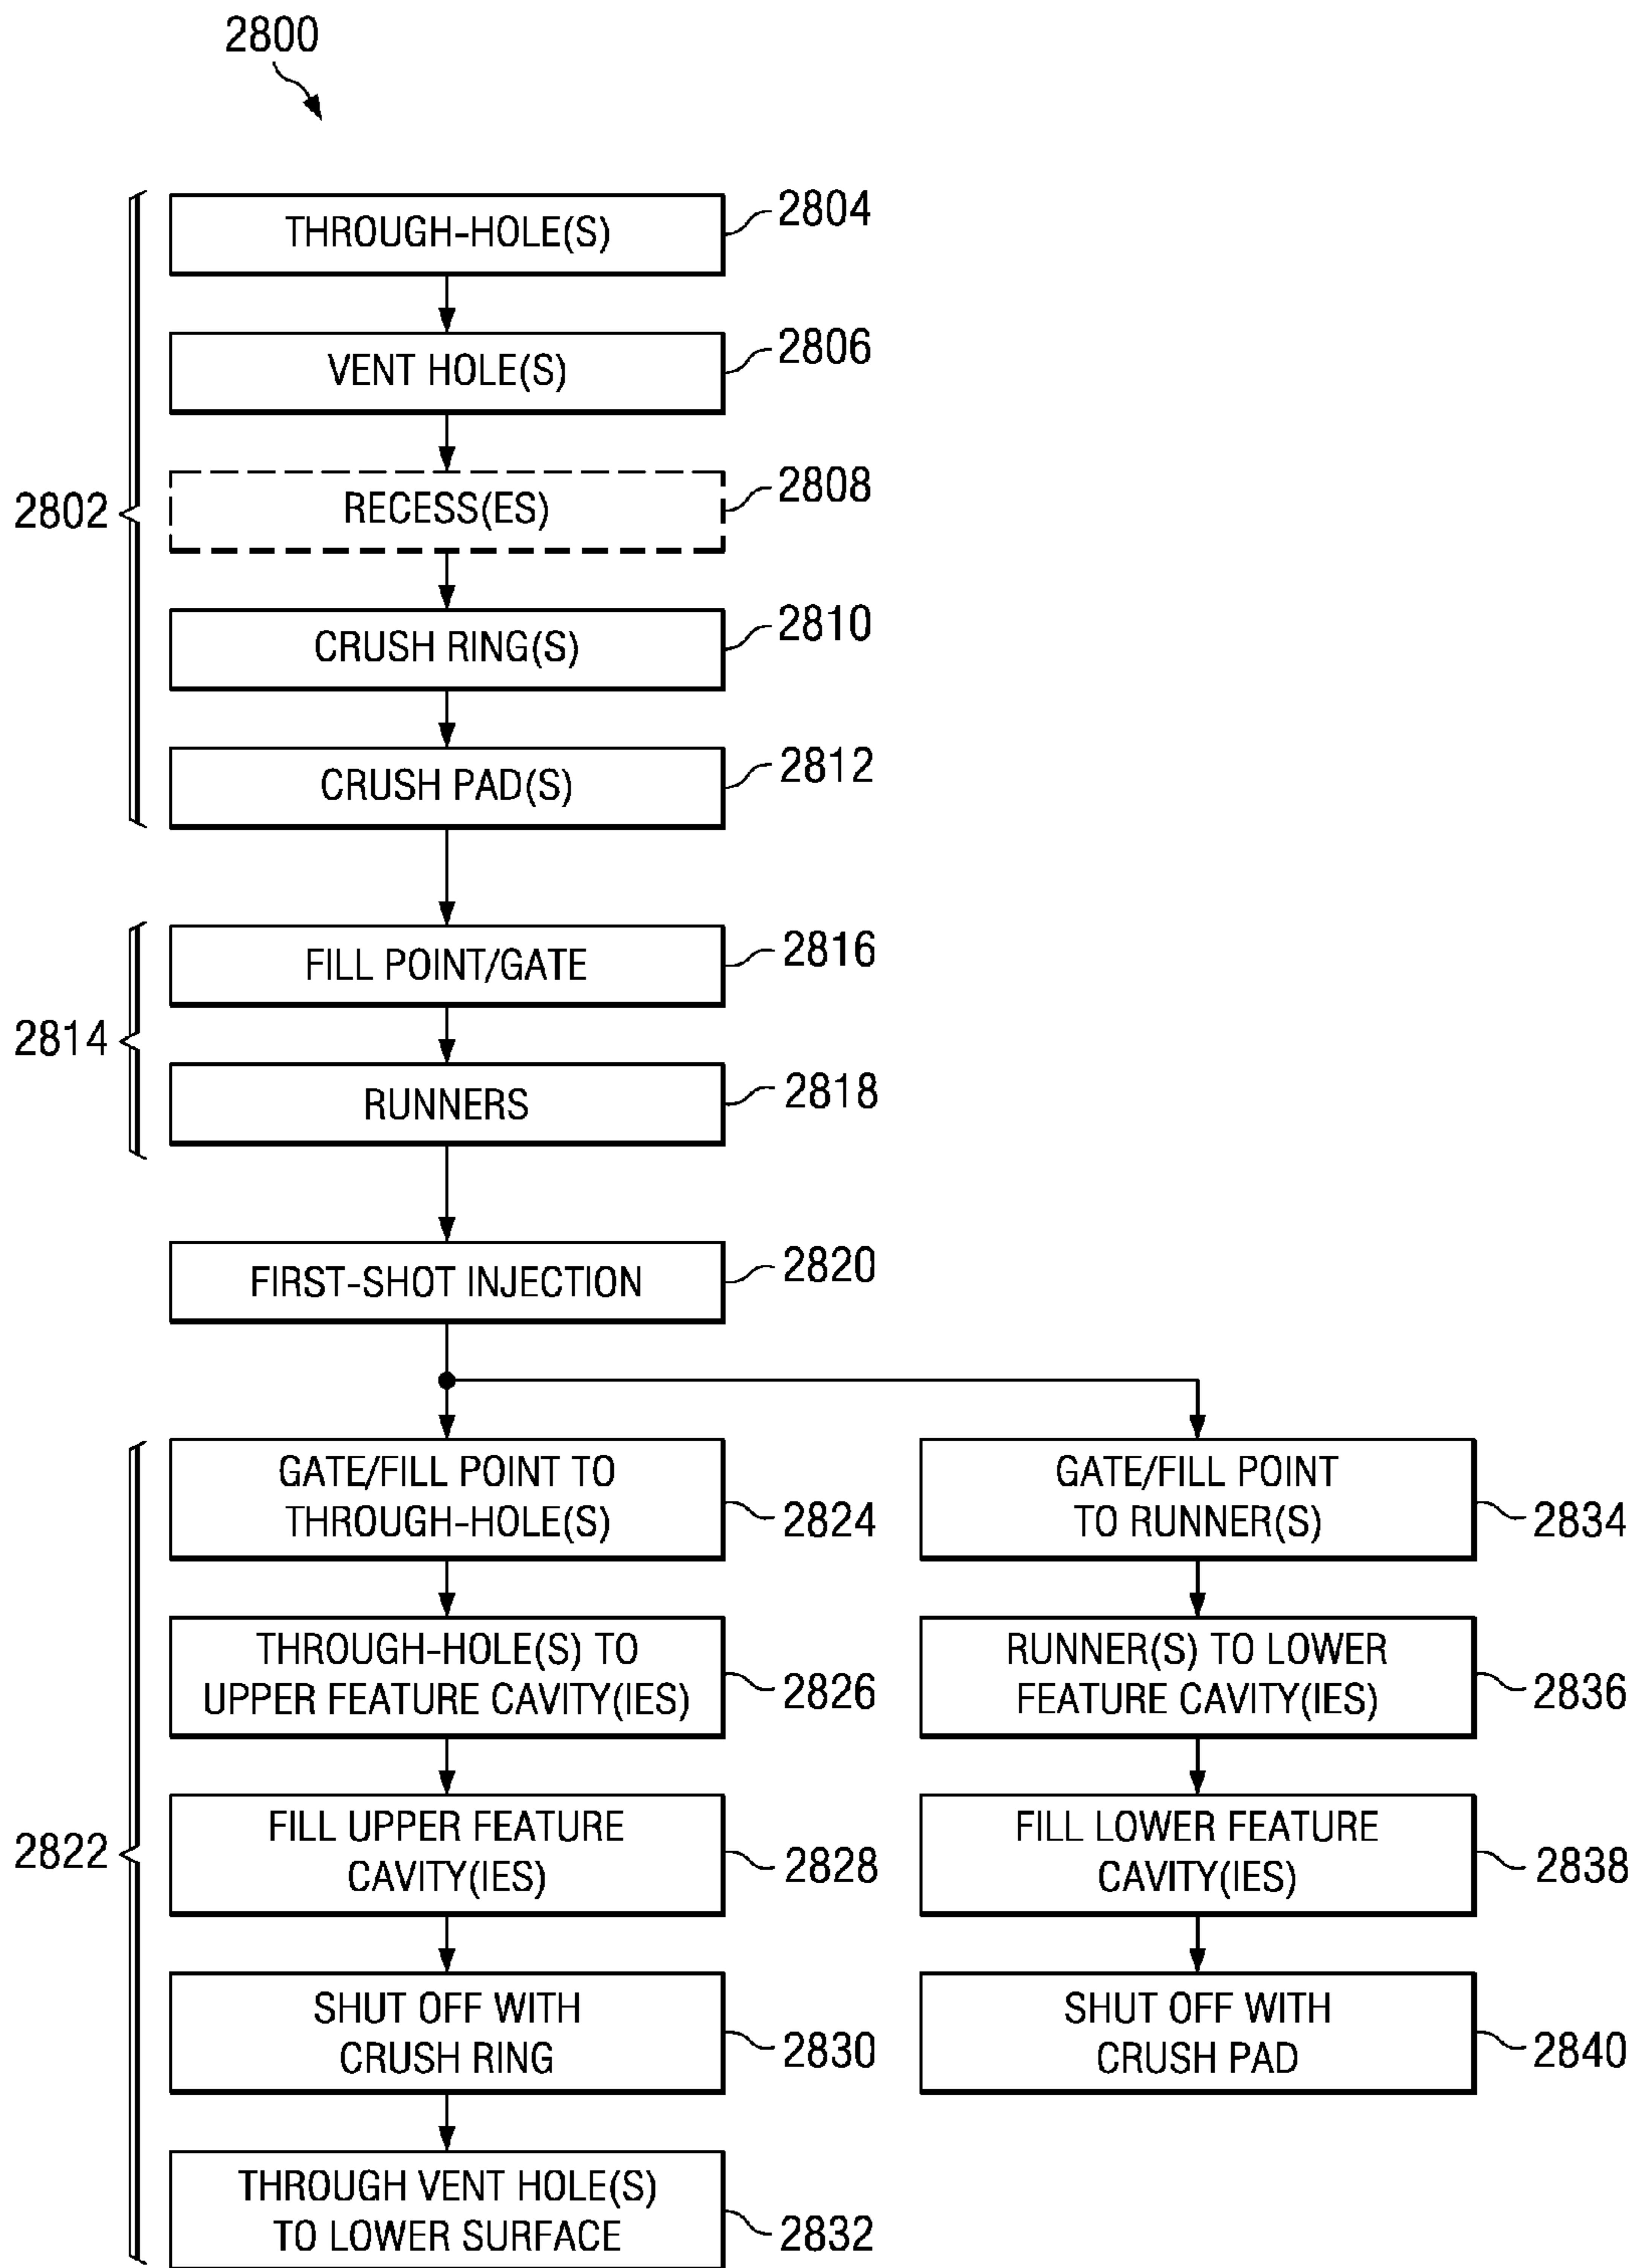 2800
THROUGH-HOLE(S)
2804
VENT HOLE(S)
2806
2802
RECESS(ES)
2808
CRUSH RING(S)
2810
CRUSH PAD(S)
2812
2814
FILL POINT/GATE
2816
RUNNERS
2818
FIRST-SHOT INJECTION
2820
2822
GATE/FILL POINT TO
THROUGH-HOLE(S)
2824
THROUGH-HOLE(S) TO
UPPER FEATURE CAVITY(IES)
2826
FILL UPPER FEATURE
CAVITY(IES)
2828
SHUT OFF WITH
CRUSH RING
2830
THROUGH VENT HOLE(S)
TO LOWER SURFACE
2832
GATE/FILL POINT
TO RUNNER(S)
2834
RUNNER(S) TO LOWER
FEATURE CAVITY(IES)
2836
FILL LOWER FEATURE
CAVITY(IES)
2838
SHUT OFF WITH
CRUSH PAD
2840